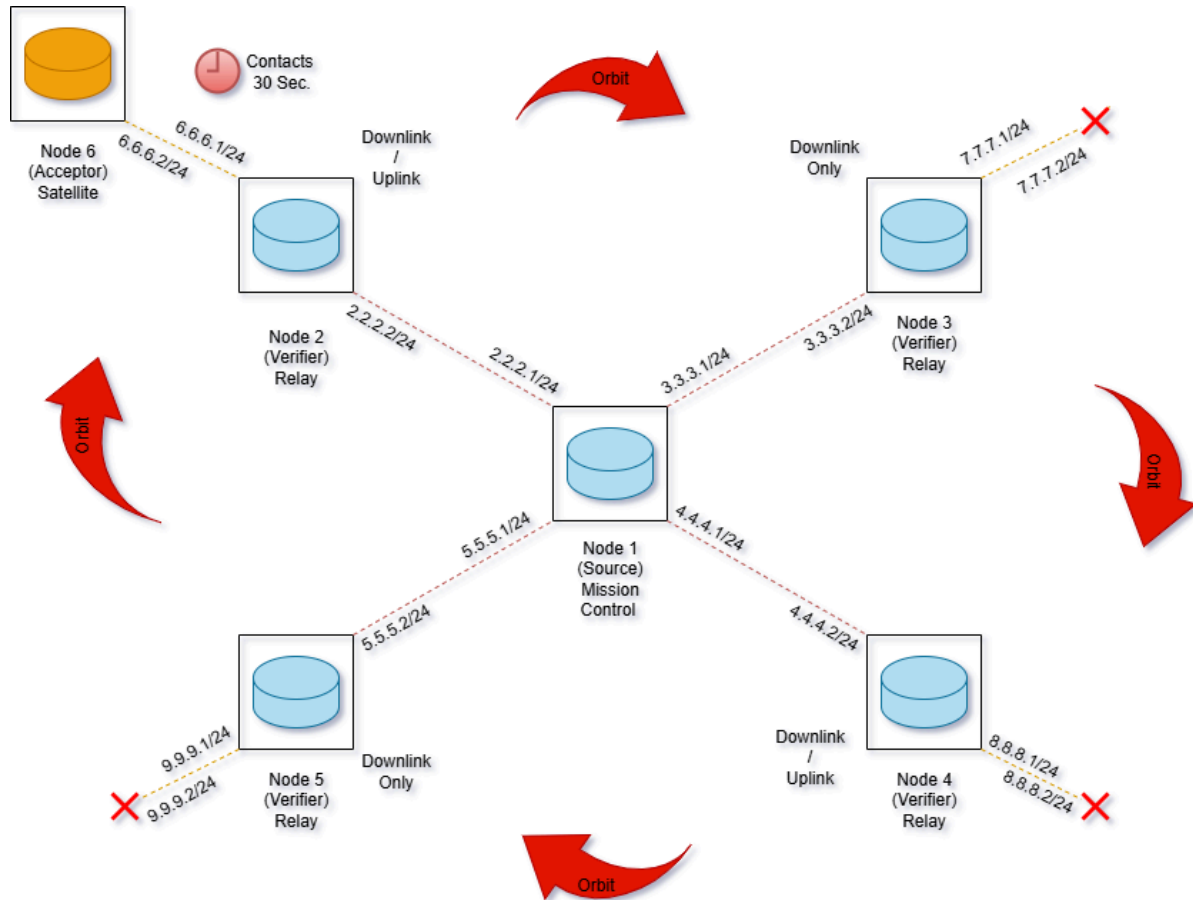 Contacts
30 Sec.
Orbit
Node 6
(Acceptor)
Satellite
6.6.6.1/24
6.6.6.2/24
Downlink
/
Uplink
Downlink
Only
7.7.7.1/24
7.7.7.2/24
Node 2
(Verifier)
Relay
2.2.2.2/24
2.2.2.1/24
3.3.3.1/24
3.3.3.2/24
Node 3
(Verifier)
Relay
Orbit
Orbit
5.5.5.1/24
5.5.5.2/24
Node 1
(Source)
Mission
Control
4.4.4.1/24
4.4.4.2/24
9.9.9.1/24
9.9.9.2/24
Node 5
(Verifier)
Relay
Downlink
Only
Downlink
/
Uplink
Node 4
(Verifier)
Relay
8.8.8.1/24
8.8.8.2/24
Orbit